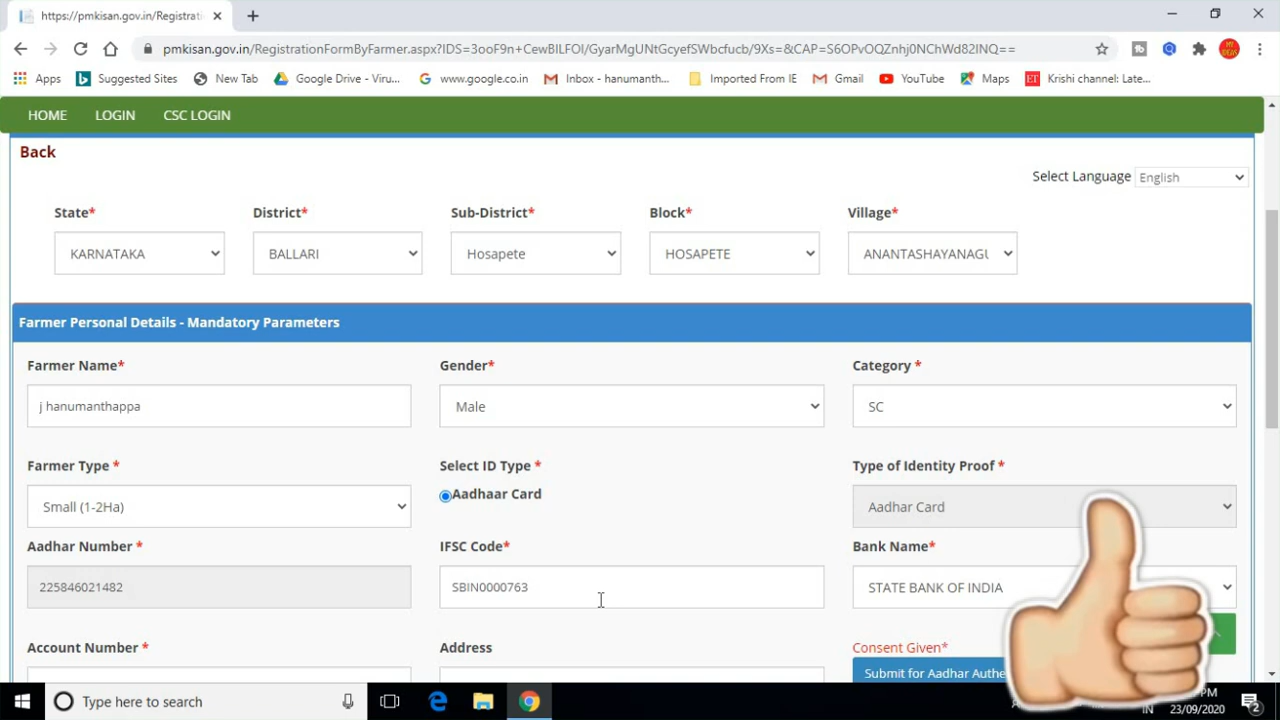 https://pmkisan.gov.in/Registrati
pmkisan.gov.in/RegistrationFormByFarmer.aspx?IDS=3ooF9n+CewBILFOI/GyarMgUNtGcyefSWbcfucb/9Xs=&CAP=S6OPvOQZnhj0NChWd82INQ==
Apps Suggested Sites New Tab Google Drive - Viru... www.google.co.in Inbox - hanumanth... Imported From IE Gmail YouTube Maps Krishi channel: Late...
HOME LOGIN CSC LOGIN
Back
Select Language English
State* District* Sub-District* Block* Village*
KARNATAKA BALLARI Hosapete HOSAPETE ANANTASHAYANAGU
Farmer Personal Details - Mandatory Parameters
Farmer Name* Gender* Category *
j hanumanthappa Male SC
Farmer Type * Select ID Type * Type of Identity Proof *
Aadhaar Card
Small (1-2Ha) Aadhar Card
Aadhar Number * IFSC Code* Bank Name*
225846021482 SBIN0000763 STATE BANK OF INDIA
Account Number * Address Consent Given*
Submit for Aadhar Authe
Type here to search
PM
IN 23/09/2020 2